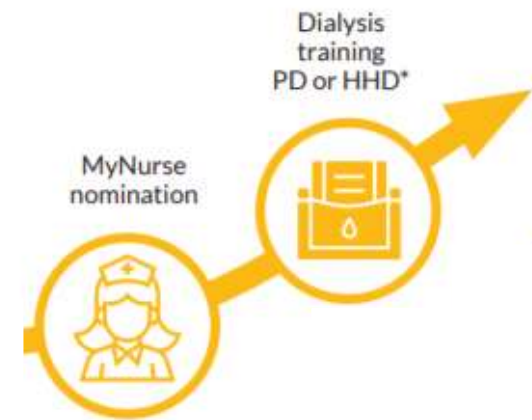 Dialysis
training
PD or HHD*
MyNurse
nomination